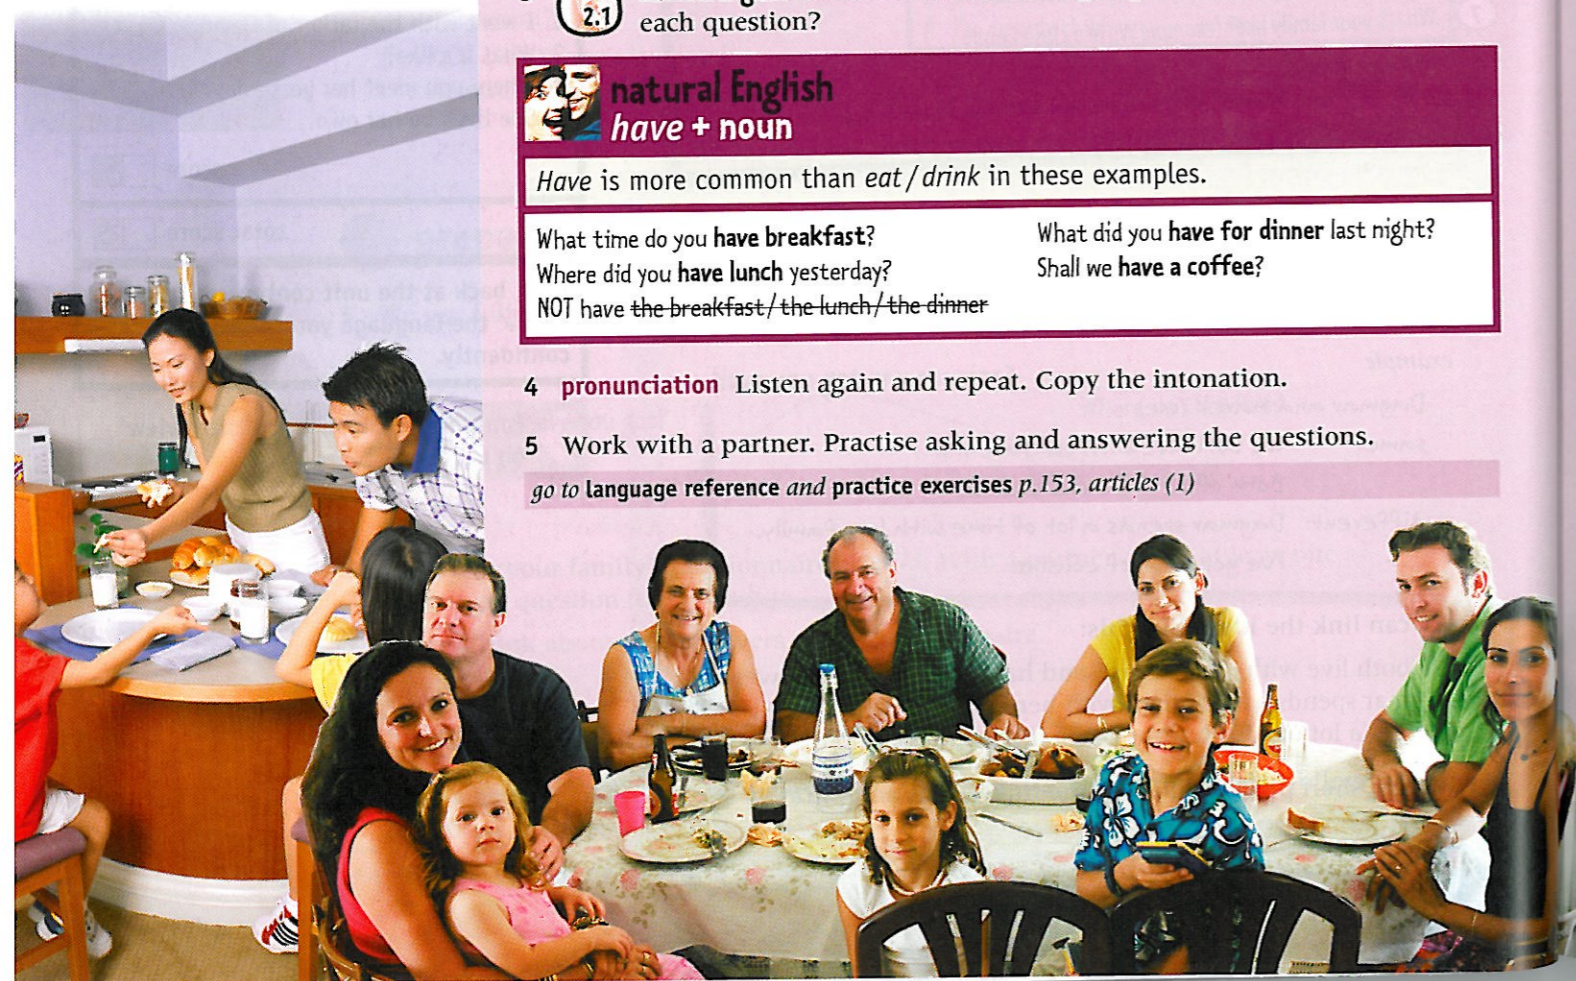 2.1
each question?
natural English
have + noun
Have is more common than eat / drink in these examples.
What time do you have breakfast?
Where did you have lunch yesterday?
NOT have the breakfast / the lunch / the dinner
What did you have for dinner last night?
Shall we have a coffee?
4 pronunciation Listen again and repeat. Copy the intonation.
5 Work with a partner. Practise asking and answering the questions.
go to language reference and practice exercises p.153, articles (1)